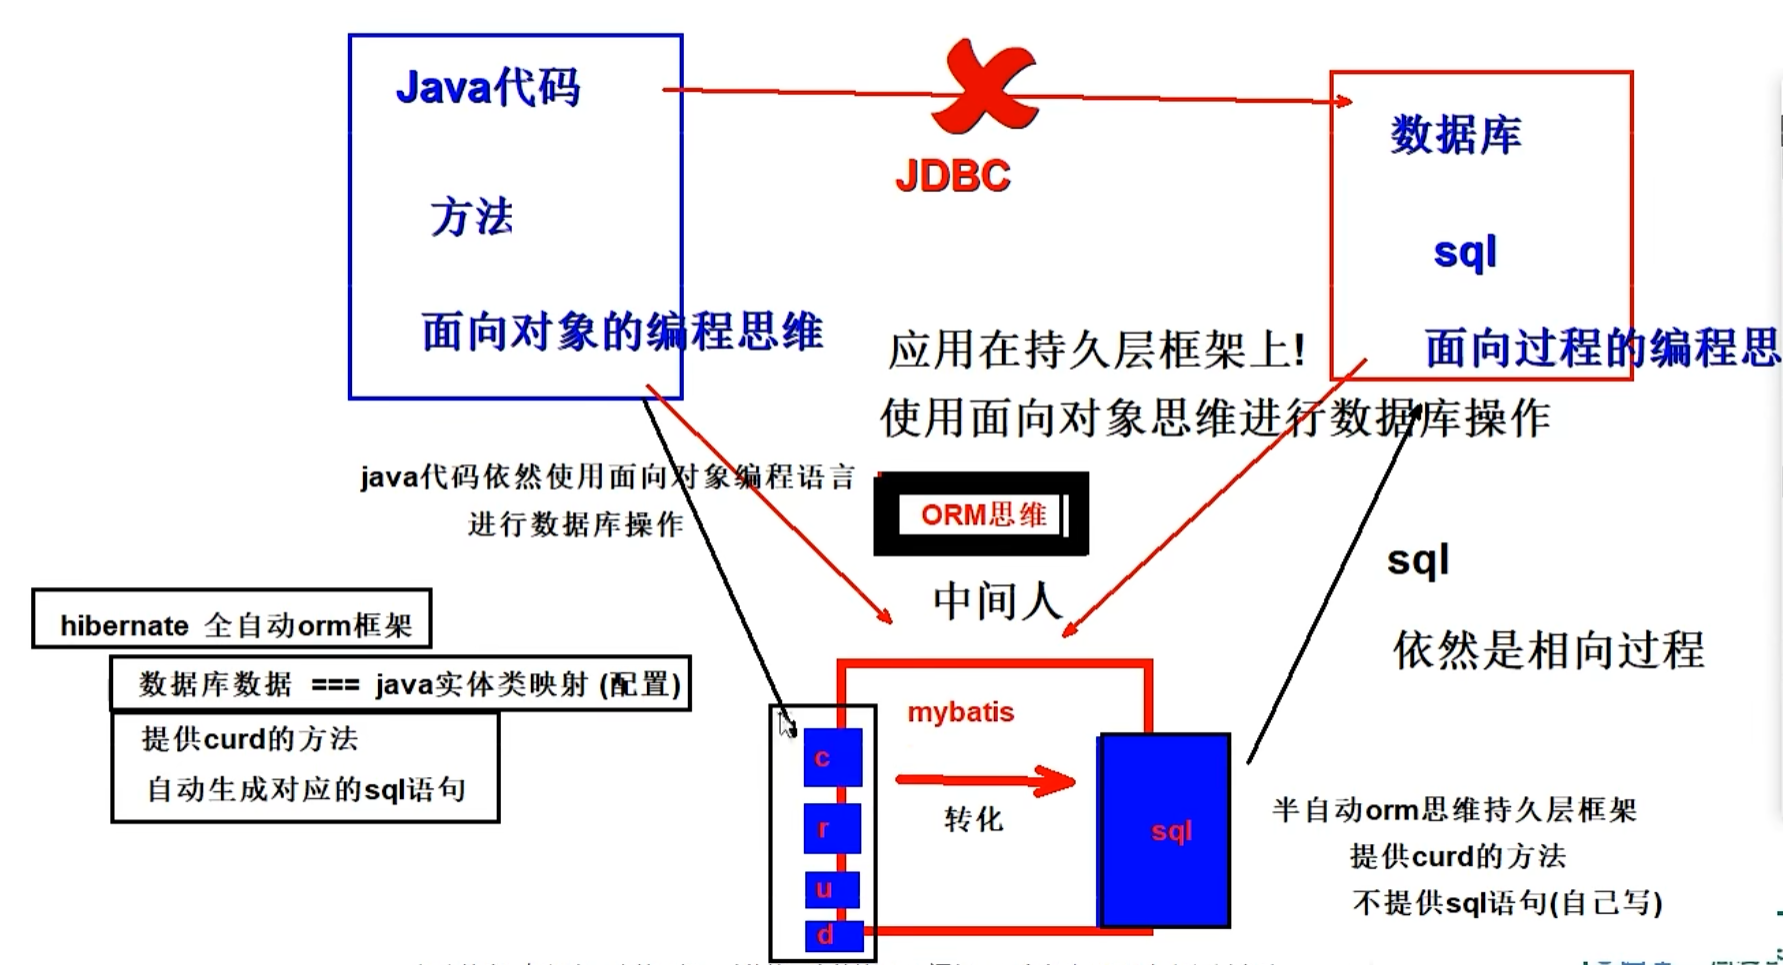 Java代码
方法
面向对象的编程思维
JDBC
数据库
sql
面向过程的编程思
应用在持久层框架上!
使用面向对象思维进行数据库操作
java代码依然使用面向对象编程语言
进行数据库操作
ORM思维
中间人
sql
依然是相向过程
hibernate 全自动orm框架
数据库数据 === java实体类映射 (配置)
提供curd的方法
自动生成对应的sql语句
mybatis
c
r
u
d
转化
sql
半自动orm思维持久层框架
提供curd的方法
不提供sql语句(自己写)